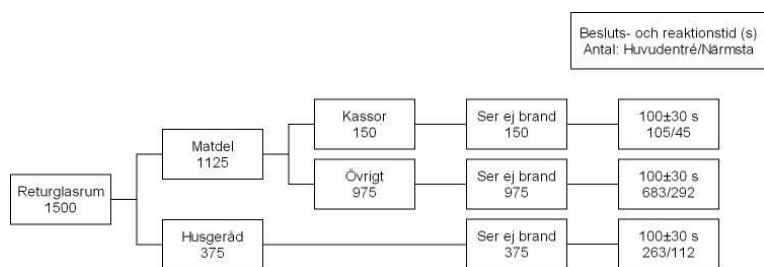 Besluts- och reaktionstid (s)
Antal: Huvudentré/Närmsta
Returglasrum
1500
Matdel
1125
Husgeråd
375
Kassor
150
Övrigt
975
Ser ej brand
150
Ser ej brand
975
Ser ej brand
375
100±30 s
105/45
100±30 s
683/292
100±30 s
263/112